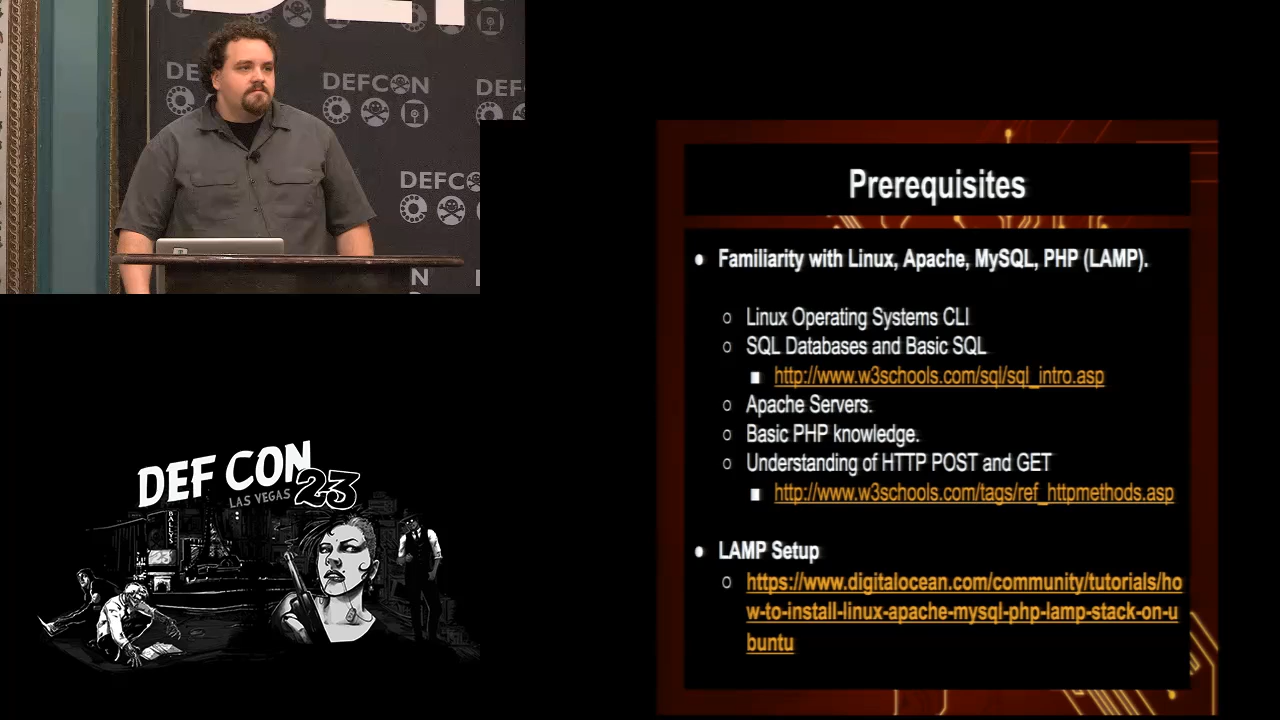 DEFCON
DEFCON
Prerequisites
● Familiarity with Linux, Apache, MySQL, PHP (LAMP).
○ Linux Operating Systems CLI
○ SQL Databases and Basic SQL
■ http://www.w3schools.com/sql/sql_intro.asp
○ Apache Servers.
○ Basic PHP knowledge.
○ Understanding of HTTP POST and GET
■ http://www.w3schools.com/tags/ref_httpmethods.asp
● LAMP Setup
○ https://www.digitalocean.com/community/tutorials/ho
w-to-install-linux-apache-mysql-php-lamp-stack-on-u
buntu
DEF CON
LAS VEGAS 23
BALLYS
23